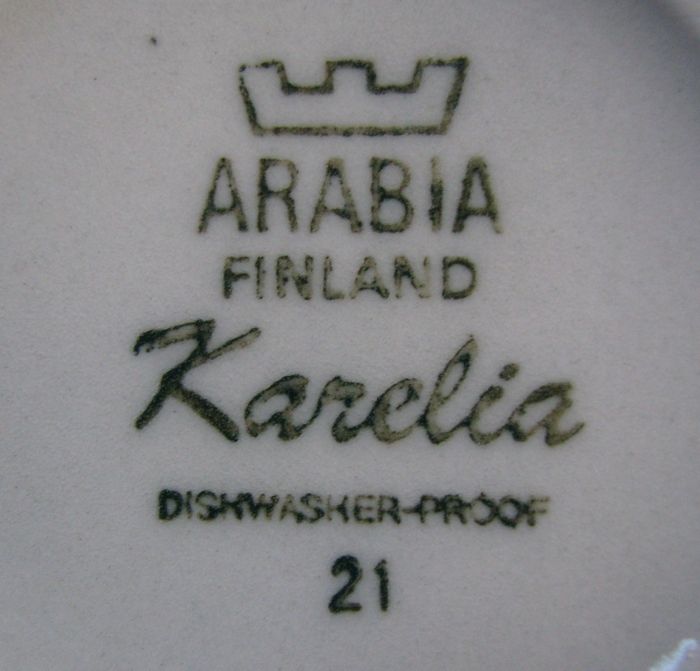 ARABIA
FINLAND
Karelia
DISHWASHER-PROOF
21